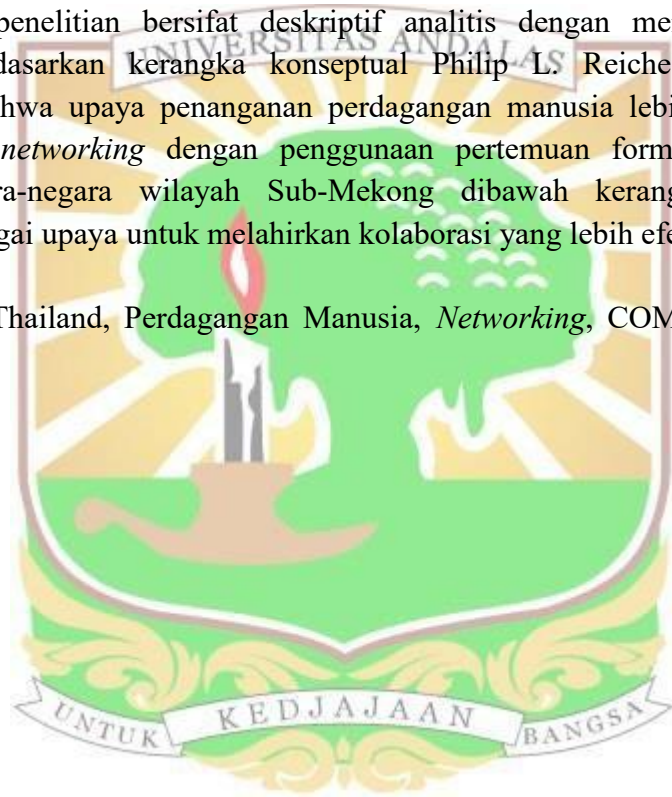 penelitian bersifat deskriptif analitis dengan me
UNIVERSITAS ANDALAS
dasarkan kerangka konseptual Philip L. Reiche
hwa upaya penanganan perdagangan manusia lebi
networking dengan penggunaan pertemuan form
ra-negara wilayah Sub-Mekong dibawah kerang
gai upaya untuk melahirkan kolaborasi yang lebih efe
Thailand, Perdagangan Manusia, Networking, COM
UNTUK KEDJAJAAN BANGSA